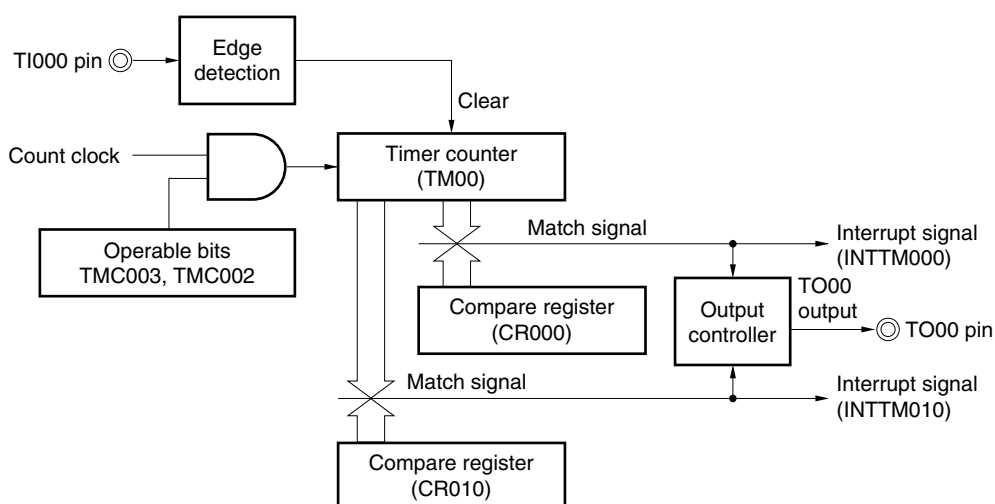 TI000 pin
Edge
detection
Clear
Count clock
Timer counter
(TM00)
Operable bits
TMC003, TMC002
Match signal
Interrupt signal
(INTTM000)
Compare register
(CR000)
Output
controller
TO00
output
TO00 pin
Match signal
Interrupt signal
(INTTM010)
Compare register
(CR010)